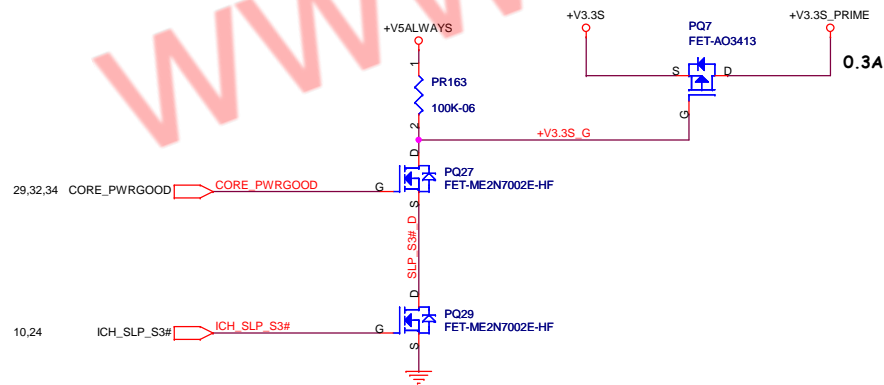 WWW
+V5ALWAYS
+V3.3S
+V3.3S_PRIME
PQ7
FET-AO3413
0.3A
S
D
G
1
PR163
100K-06
2
+V3.3S_G
D
PQ27
FET-ME2N7002E-HF
29,32,34 CORE_PWRGOOD
CORE_PWRGOOD
G
S
SLP_S3#_D
D
PQ29
FET-ME2N7002E-HF
10,24 ICH_SLP_S3#
ICH_SLP_S3#
G
S